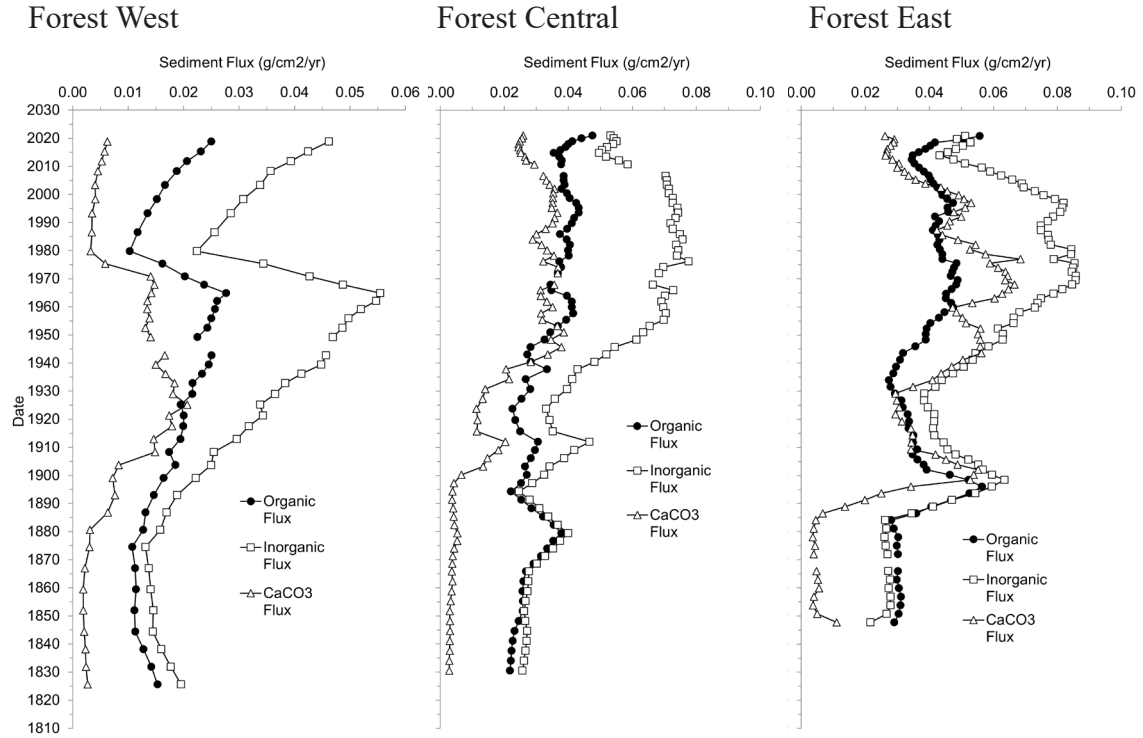 Forest West
Forest Central
Forest East
Sediment Flux (g/cm2/yr)
Sediment Flux (g/cm2/yr)
Sediment Flux (g/cm2/yr)
0.00 0.01 0.02 0.03 0.04 0.05 0.06
0.00 0.02 0.04 0.06 0.08 0.10
0.00 0.02 0.04 0.06 0.08 0.10
Date
2030
2020
2010
2000
1990
1980
1970
1960
1950
1940
1930
1920
1910
1900
1890
1880
1870
1860
1850
1840
1830
1820
1810
Organic
Flux
Inorganic
Flux
CaCO3
Flux
Organic
Flux
Inorganic
Flux
CaCO3
Flux
Organic
Flux
Inorganic
Flux
CaCO3
Flux